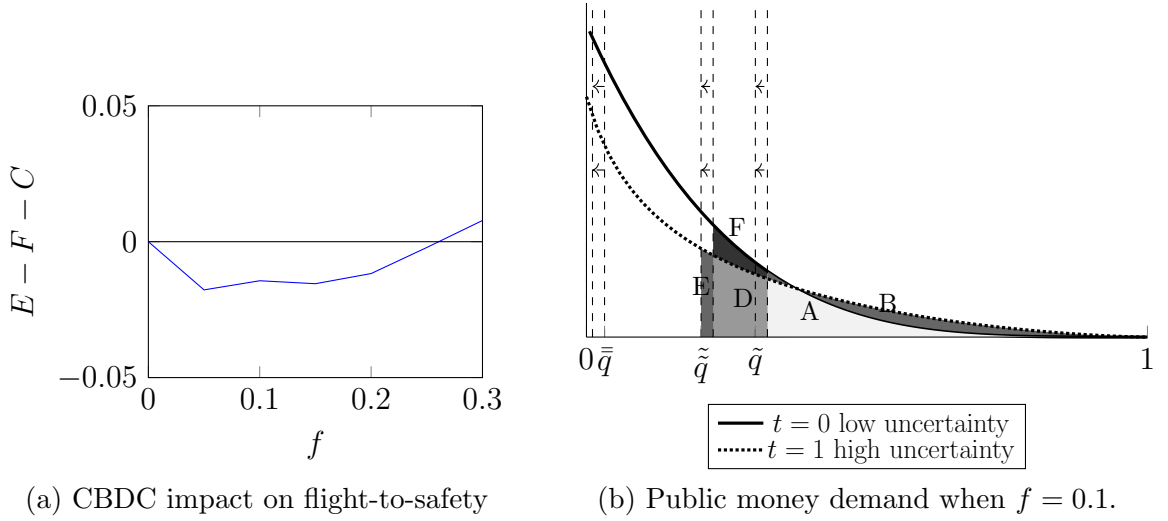 0.05
0
−0.05
0
0.1
0.2
0.3
E − F − C
f
(a) CBDC impact on flight-to-safety
F
E
D
A
B
0
q̿
q̃̃
q̃
1
t = 0 low uncertainty
t = 1 high uncertainty
(b) Public money demand when f = 0.1.